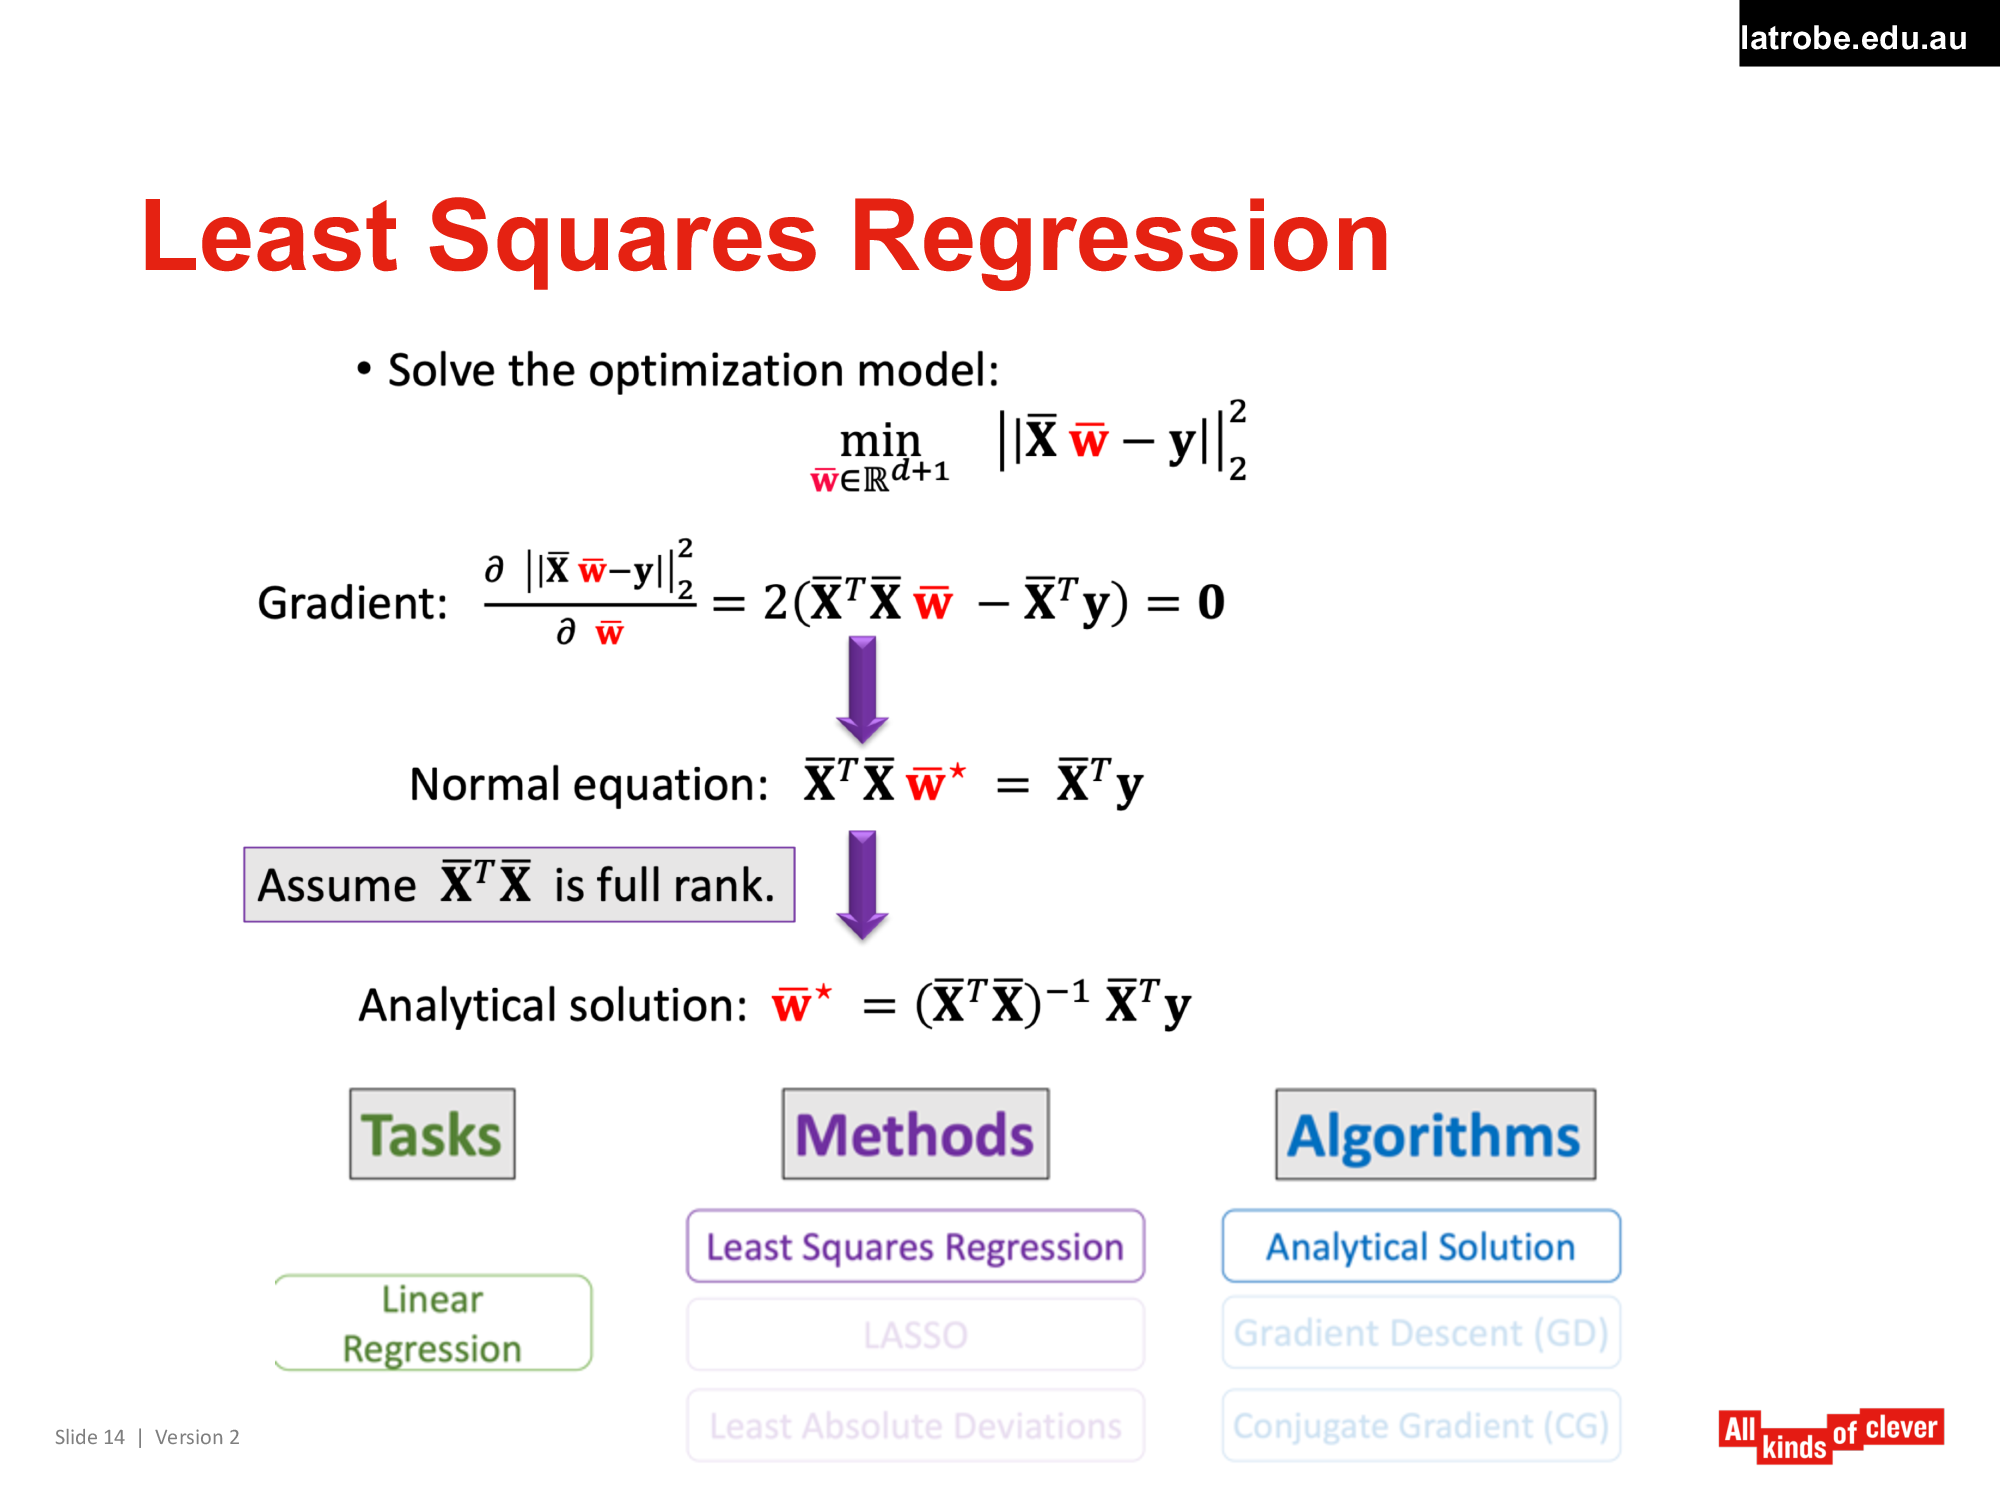 latrobe.edu.au
Least Squares Regression
• Solve the optimization model:
min ||X̅ w̅ − y||₂²
w̅∈ℝᵈ⁺¹
Gradient: ∂ ||X̅ w̅−y||₂² / ∂ w̅ = 2(X̅ᵀX̅ w̅ − X̅ᵀy) = 0
Normal equation: X̅ᵀX̅ w̅⋆ = X̅ᵀy
Assume X̅ᵀX̅ is full rank.
Analytical solution: w̅⋆ = (X̅ᵀX̅)⁻¹ X̅ᵀy
Tasks
Methods
Algorithms
Linear
Regression
Least Squares Regression
LASSO
Least Absolute Deviations
Analytical Solution
Gradient Descent (GD)
Conjugate Gradient (CG)
Slide 14 | Version 2
All kinds of clever